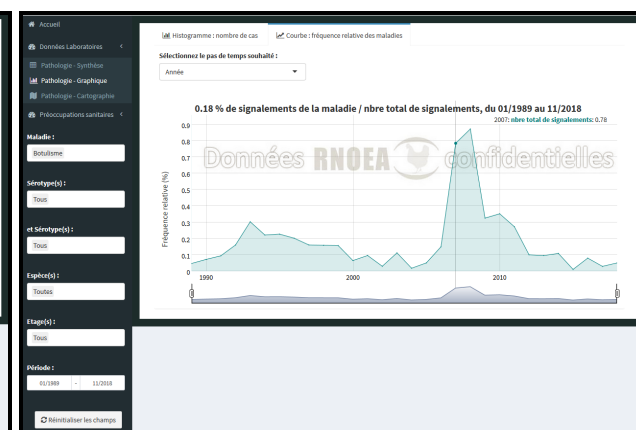 Accueil
Données Laboratoires
Pathologie - Synthèse
Pathologie - Graphique
Pathologie - Cartographie
Préoccupations sanitaires
Maladie :
Botulisme
Sérotype(s) :
Tous
et Sérotype(s) :
Tous
Espèce(s) :
Toutes
Etage(s) :
Tous
Période :
01/1989 - 11/2018
Réinitialiser les champs
Histogramme : nombre de cas
Courbe : fréquence relative des maladies
Sélectionnez le pas de temps souhaité :
Année
0.18 % de signalements de la maladie / nbre total de signalements, du 01/1989 au 11/2018
2007: nbre total de signalements: 0.78
Données RNOEA confidentielles
Fréquence relative (%)
0.9
0.8
0.7
0.6
0.5
0.4
0.3
0.2
0.1
0
1990 2000 2010